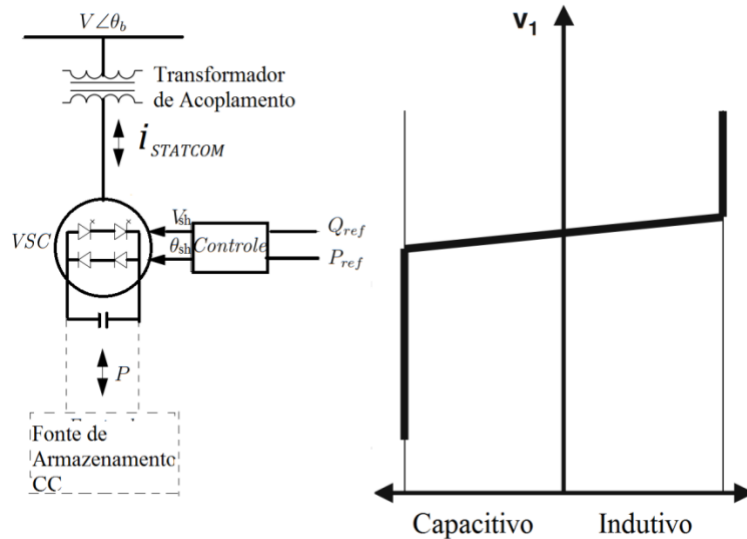 V∠θb
Transformador
de Acoplamento
iSTATCOM
VSC
Vsh
θsh
Controle
Qref
Pref
P
Fonte de
Armazenamento
CC
v1
Capacitivo
Indutivo